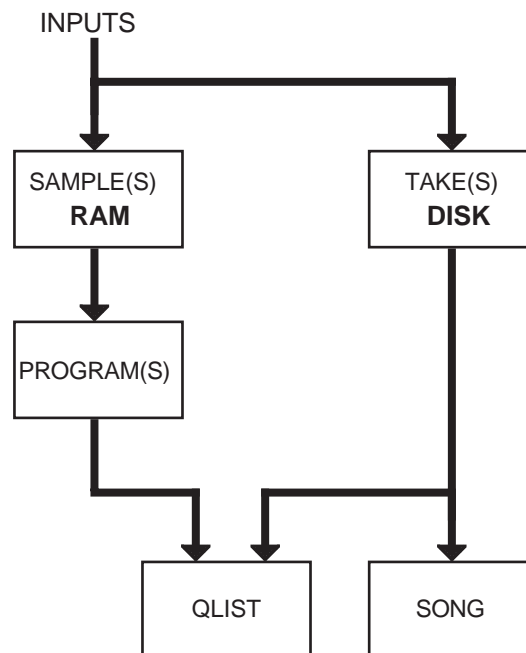 INPUTS
SAMPLE(S)
RAM
TAKE(S)
DISK
PROGRAM(S)
QLIST
SONG